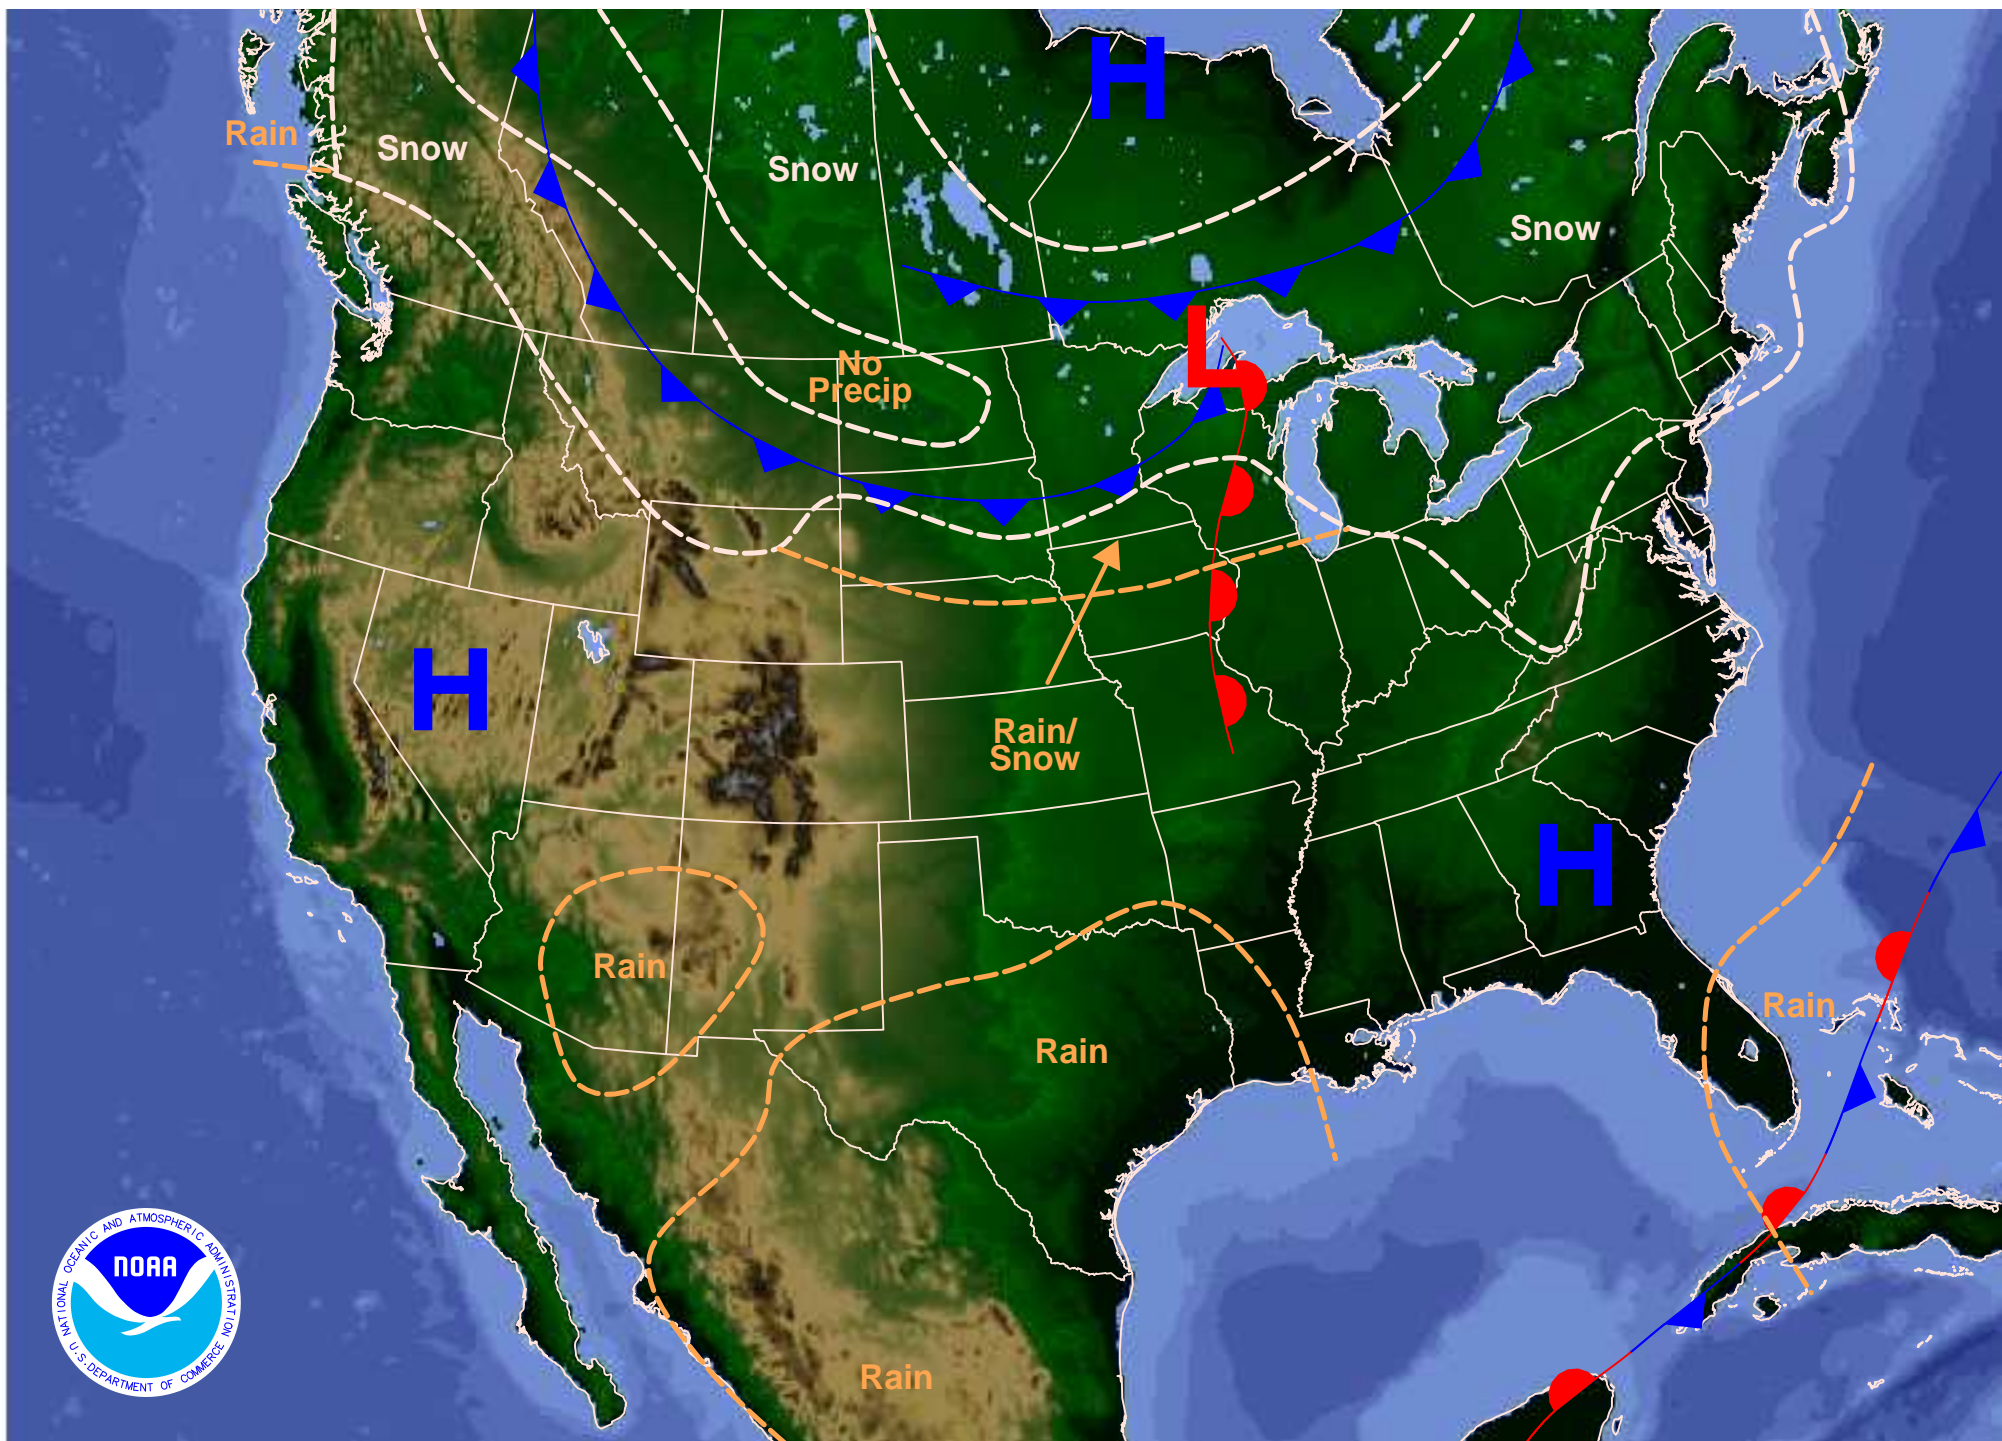 H
Rain
Snow
Snow
Snow
L
No
Precip
H
Rain/
Snow
H
Rain
Rain
Rain
Rain
NATIONAL OCEANIC AND ATMOSPHERIC ADMINISTRATION
NOAA
U.S. DEPARTMENT OF COMMERCE